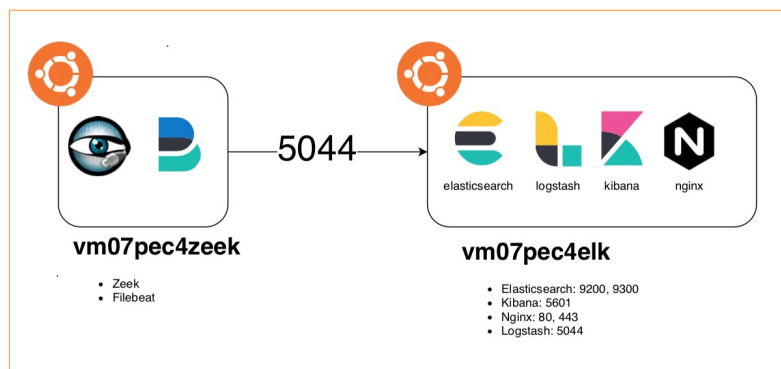 5044
elasticsearch
logstash
kibana
nginx
vm07pec4zeek
vm07pec4elk
• Zeek
• Filebeat
• Elasticsearch: 9200, 9300
• Kibana: 5601
• Nginx: 80, 443
• Logstash: 5044